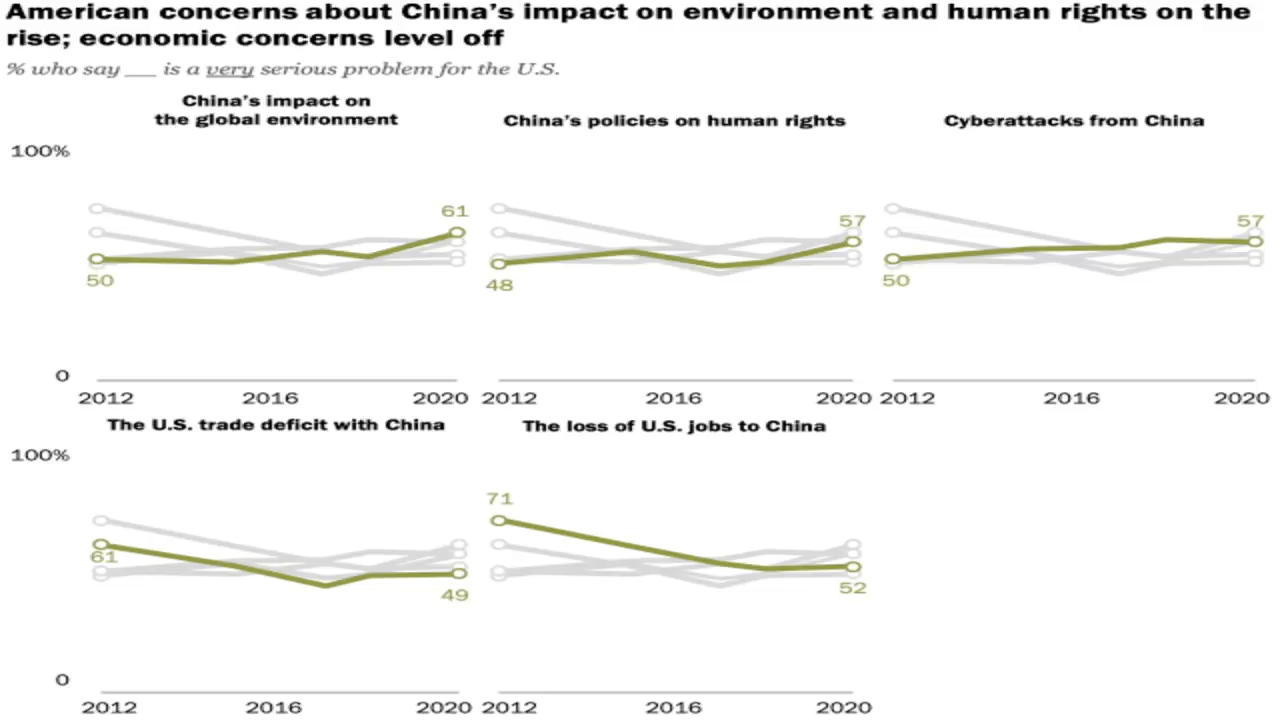 American concerns about China's impact on environment and human rights on the
rise; economic concerns level off
% who say __ is a very serious problem for the U.S.
China's impact on
the global environment
China's policies on human rights
Cyberattacks from China
100%
61
57
57
50
48
50
0
2012 2016 2020
2012 2016 2020
2012 2016 2020
The U.S. trade deficit with China
The loss of U.S. jobs to China
100%
71
61
49
52
0
2012 2016 2020
2012 2016 2020